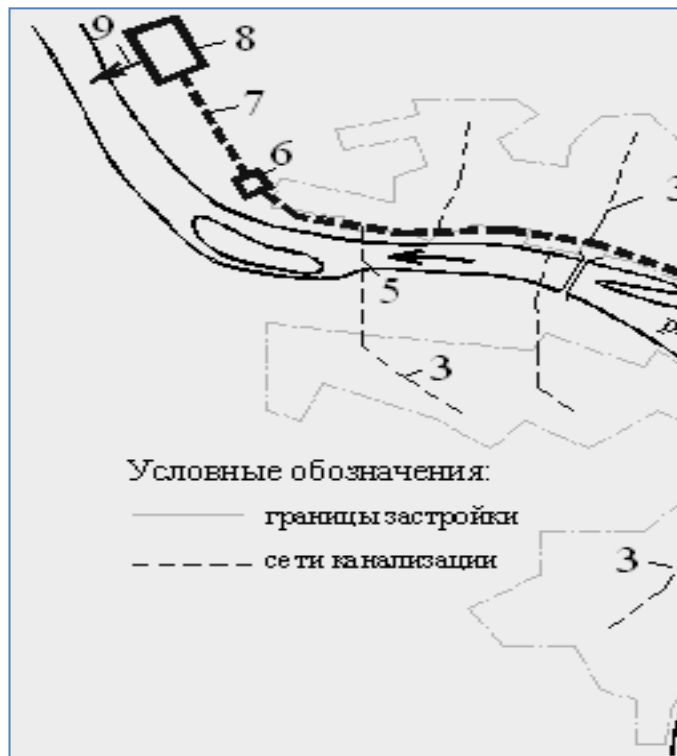 9
8
7
6
3
5
р
3
Условные обозначения:
границы застройки
сети канализации
3